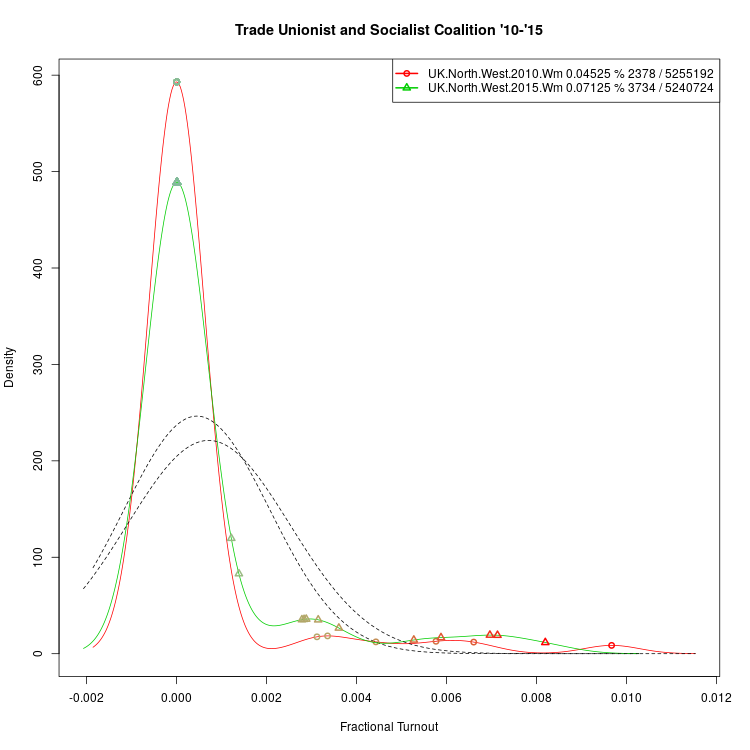 Trade Unionist and Socialist Coalition '10-'15
UK.North.West.2010.Wm 0.04525 % 2378 / 5255192
UK.North.West.2015.Wm 0.07125 % 3734 / 5240724
600
500
400
300
200
100
0
Density
-0.002 0.000 0.002 0.004 0.006 0.008 0.010 0.012
Fractional Turnout